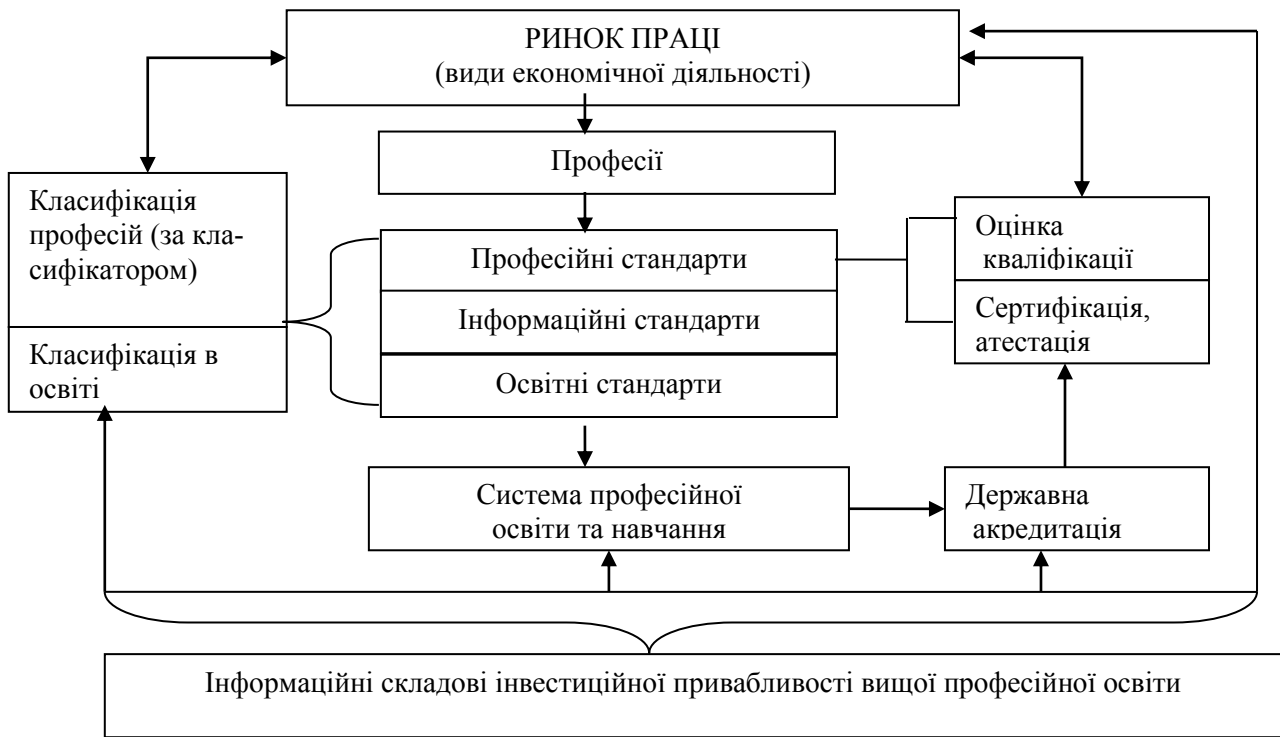 РИНОК ПРАЦІ
(види економічної діяльності)
Професії
Класифікація
професій (за кла-
сифікатором)
Класифікація в
освіті
Професійні стандарти
Інформаційні стандарти
Освітні стандарти
Оцінка
кваліфікації
Сертифікація,
атестація
Система професійної
освіти та навчання
Державна
акредитація
Інформаційні складові інвестиційної привабливості вищої професійної освіти